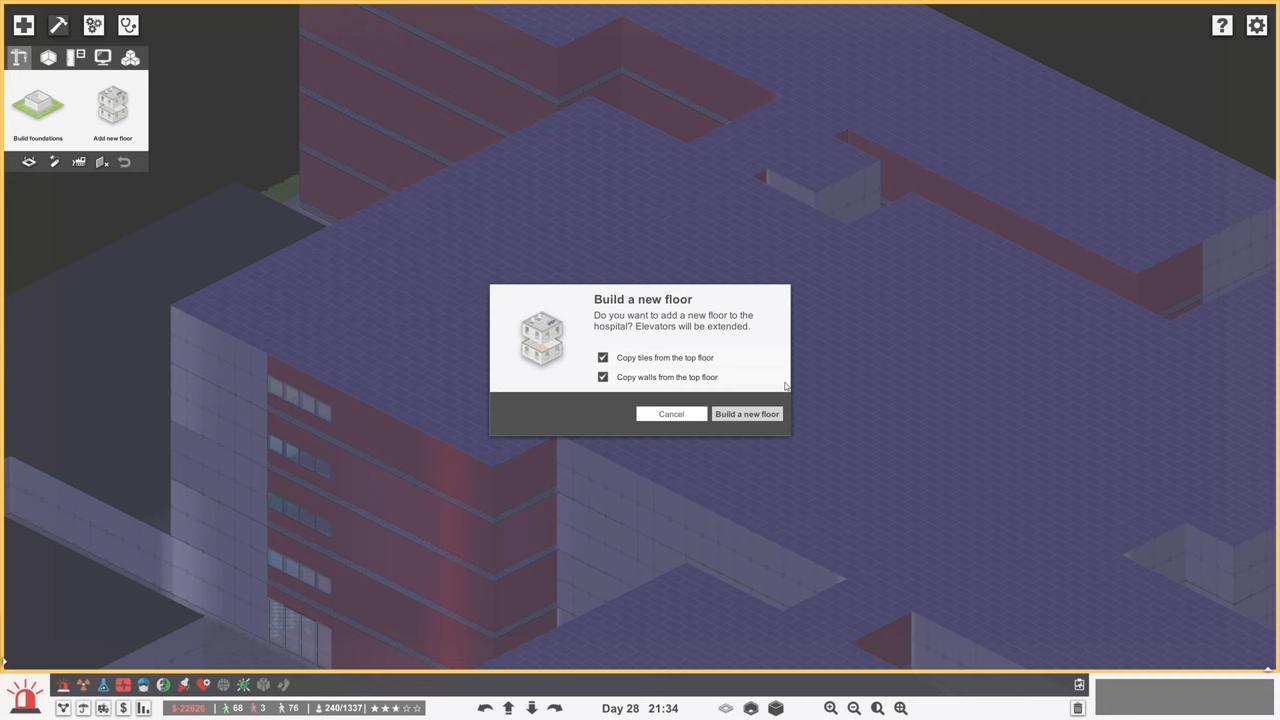 ?
Build foundations
Add new floor
Build a new floor
Do you want to add a new floor to the
hospital? Elevators will be extended.
Copy tiles from the top floor
Copy walls from the top floor
Cancel
Build a new floor
$-22626
68
3
76
240/1337
Day 28 21:34